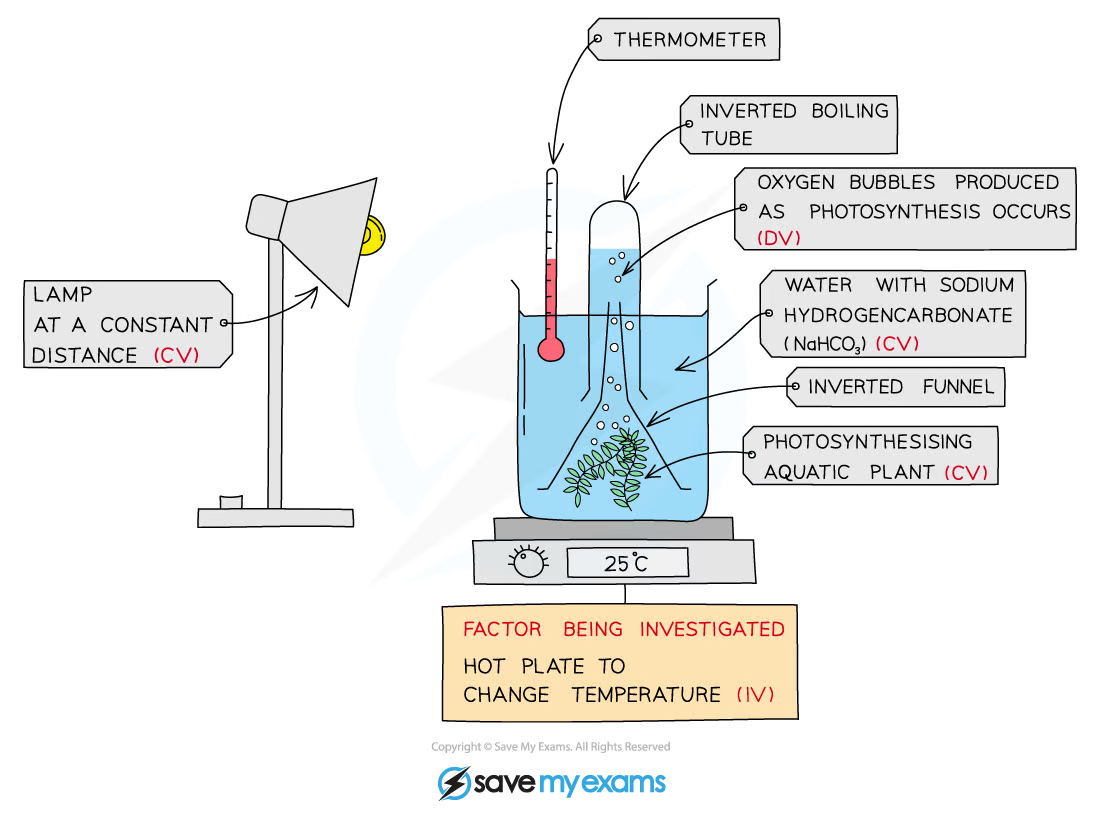 THERMOMETER
INVERTED BOILING
TUBE
OXYGEN BUBBLES PRODUCED
AS PHOTOSYNTHESIS OCCURS
(DV)
LAMP
AT A CONSTANT
DISTANCE (CV)
WATER WITH SODIUM
HYDROGENCARBONATE
(NaHCO₃) (CV)
INVERTED FUNNEL
PHOTOSYNTHESISING
AQUATIC PLANT (CV)
25°C
FACTOR BEING INVESTIGATED
HOT PLATE TO
CHANGE TEMPERATURE (IV)
Copyright © Save My Exams. All Rights Reserved
save my exams